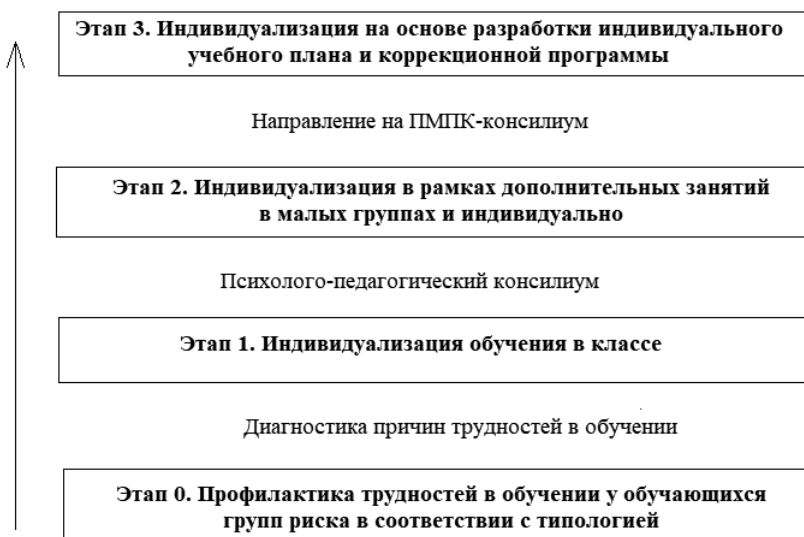 Этап 3. Индивидуализация на основе разработки индивидуального
учебного плана и коррекционной программы
Направление на ПМПК-консилиум
Этап 2. Индивидуализация в рамках дополнительных занятий
в малых группах и индивидуально
Психолого-педагогический консилиум
Этап 1. Индивидуализация обучения в классе
Диагностика причин трудностей в обучении
Этап 0. Профилактика трудностей в обучении у обучающихся
групп риска в соответствии с типологией